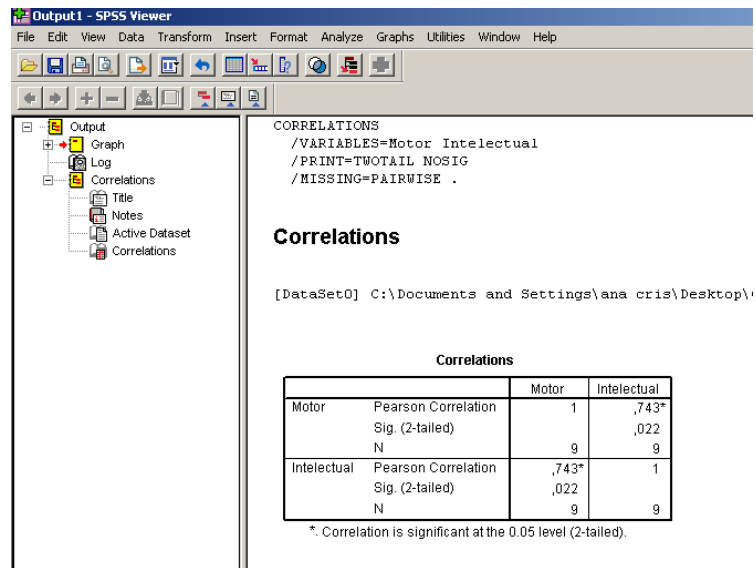 Output1 - SPSS Viewer
File Edit View Data Transform Insert Format Analyze Graphs Utilities Window Help
Output
Graph
Log
Correlations
Title
Notes
Active Dataset
Correlations
CORRELATIONS
/VARIABLES=Motor Intelectual
/PRINT=TWOTAIL NOSIG
/MISSING=PAIRWISE .
Correlations
[DataSet0] C:\Documents and Settings\ana cris\Desktop\
Correlations
Motor Intelectual
Motor Pearson Correlation 1 ,743*
Sig. (2-tailed) ,022
N 9 9
Intelectual Pearson Correlation ,743* 1
Sig. (2-tailed) ,022
N 9 9
*. Correlation is significant at the 0.05 level (2-tailed).